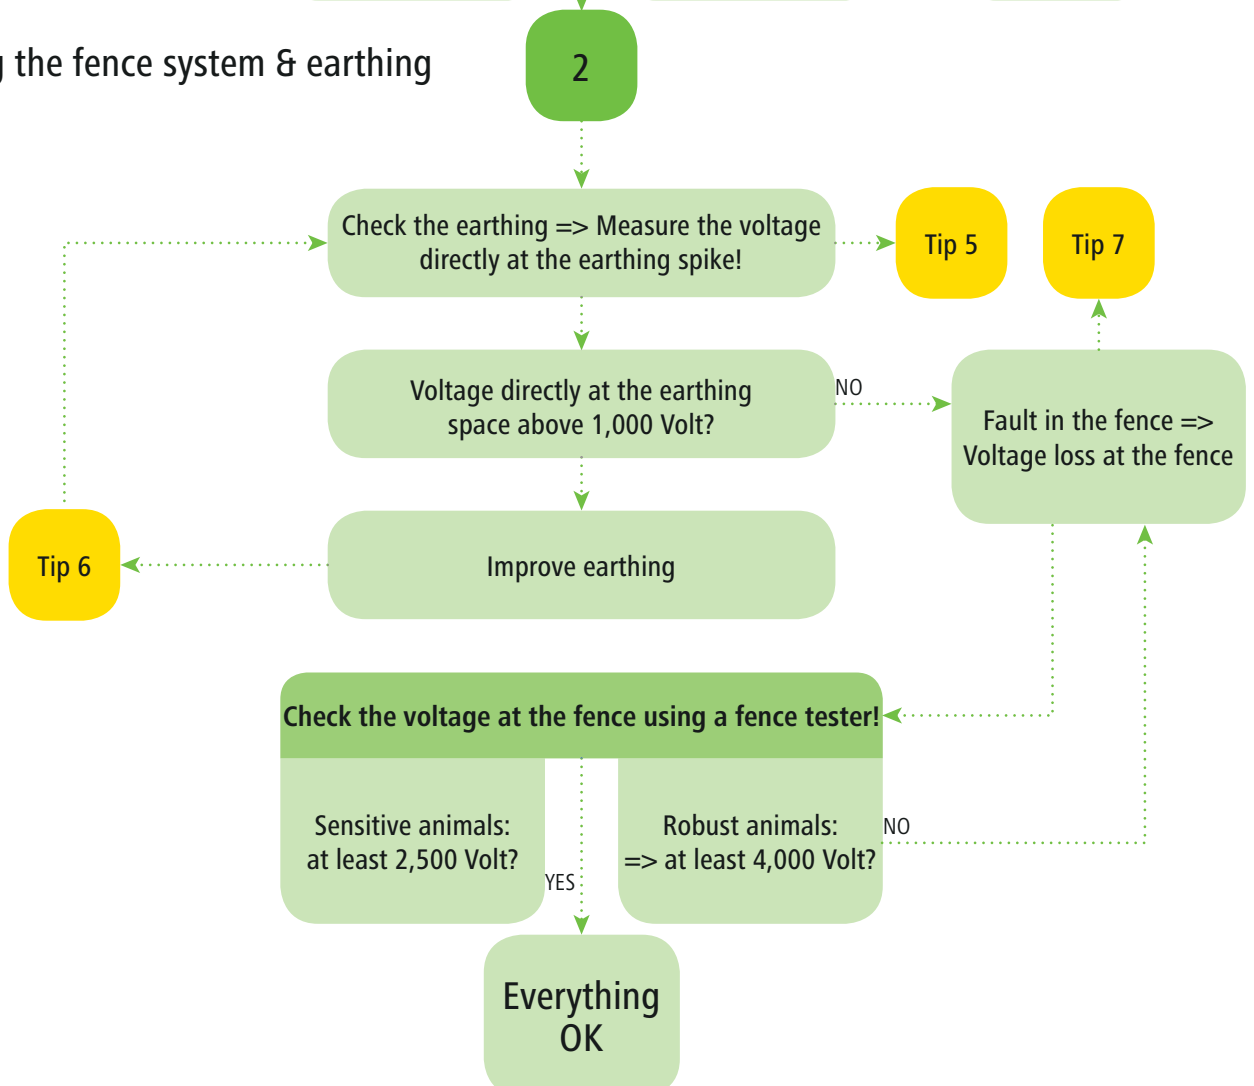 g the fence system & earthing
2
Check the earthing => Measure the voltage
directly at the earthing spike!
Tip 5
Tip 7
Voltage directly at the earthing
space above 1,000 Volt?
NO
Fault in the fence =>
Voltage loss at the fence
Tip 6
Improve earthing
Check the voltage at the fence using a fence tester!
Sensitive animals:
at least 2,500 Volt?
YES
Robust animals:
=> at least 4,000 Volt?
NO
Everything
OK